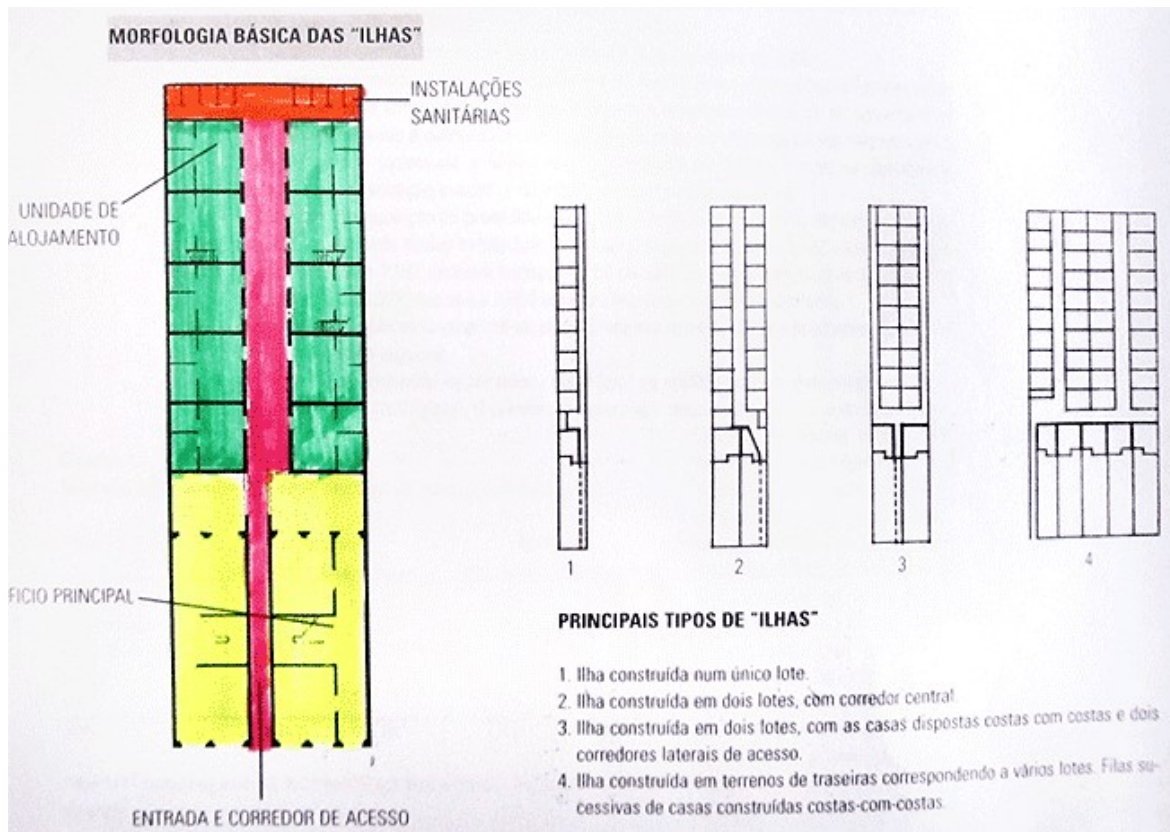 MORFOLOGIA BÁSICA DAS "ILHAS"
INSTALAÇÕES
SANITÁRIAS
UNIDADE DE
ALOJAMENTO
FICIO PRINCIPAL
ENTRADA E CORREDOR DE ACESSO
1
2
3
4
PRINCIPAIS TIPOS DE "ILHAS"
1. Ilha construída num único lote.
2. Ilha construída em dois lotes, com corredor central.
3. Ilha construída em dois lotes, com as casas dispostas costas com costas e dois
corredores laterais de acesso.
4. Ilha construída em terrenos de traseiras correspondendo a vários lotes. Filas su-
cessivas de casas construídas costas-com-costas.